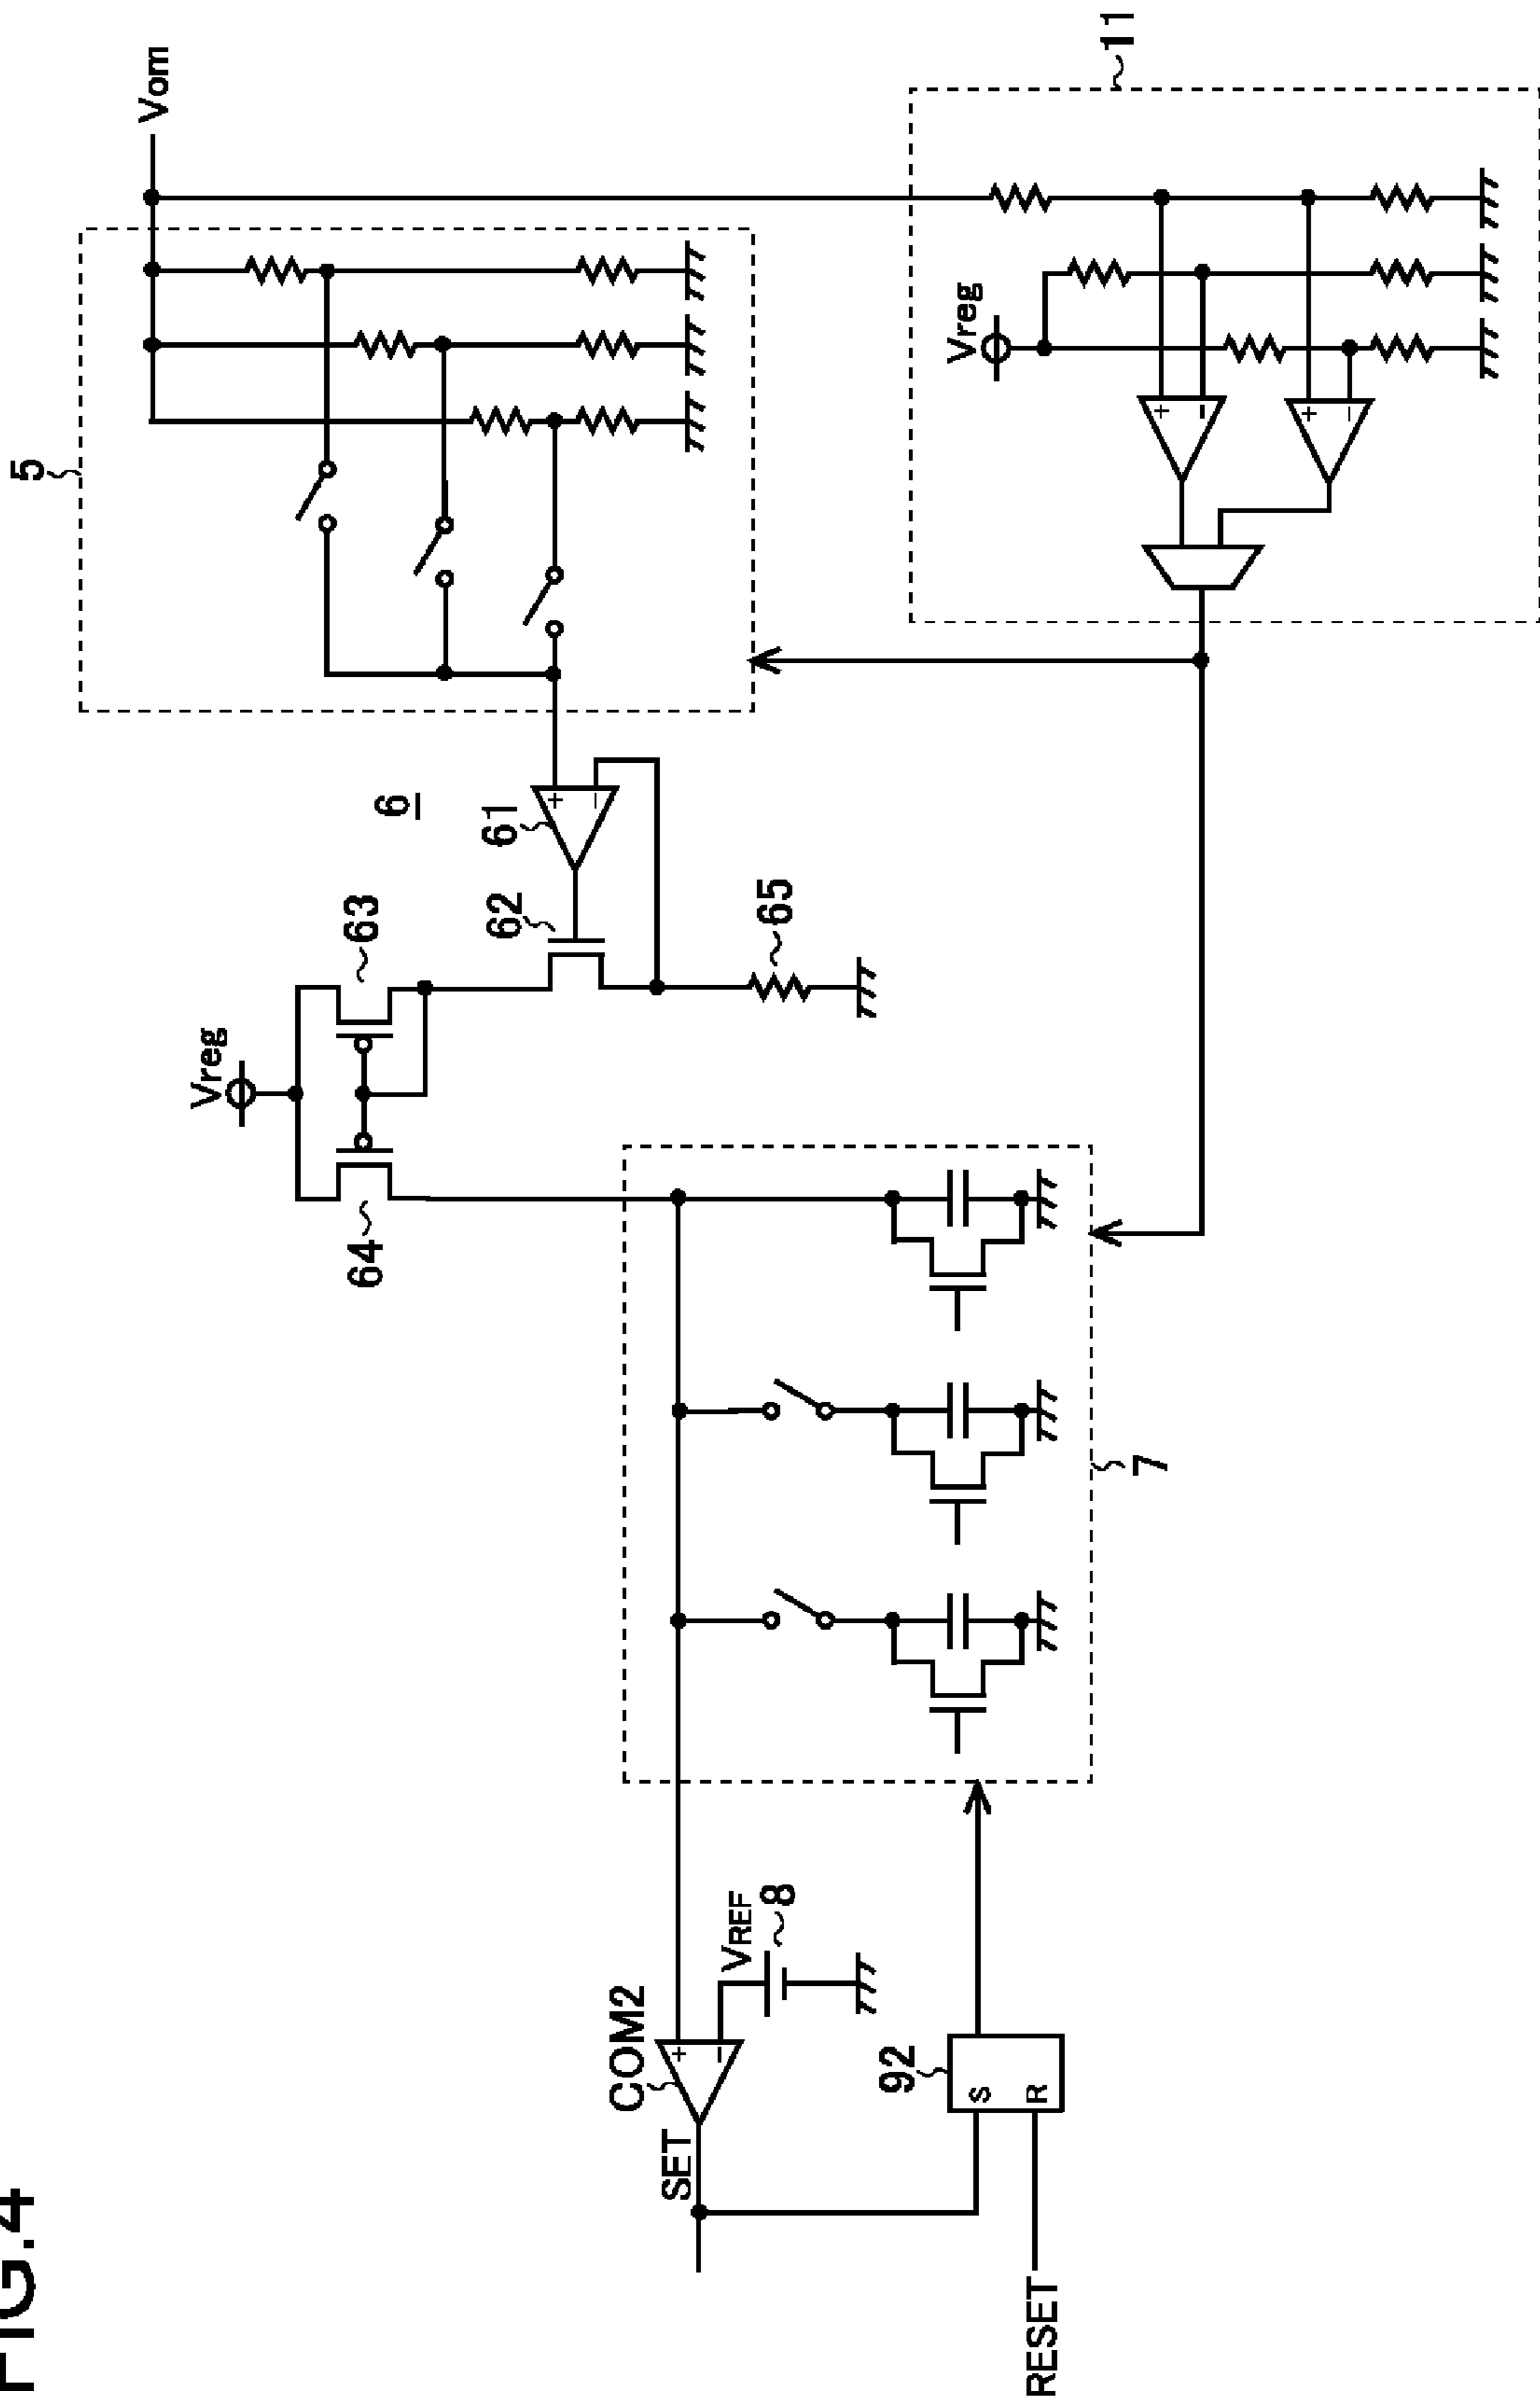 FIG.4
Vom
5
11
Vreg
+
−
+
−
6
61
+
−
62
63
65
Vreg
64
7
VREF
8
COM2
+
−
92
S
R
SET
RESET